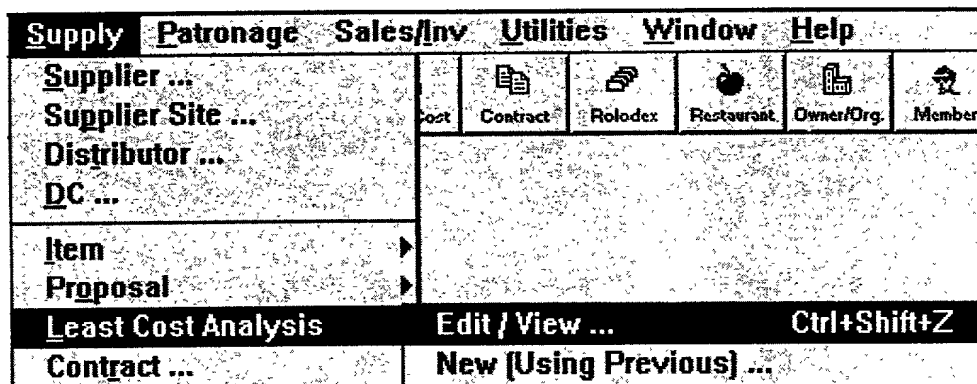 Supply Patronage Sales/Inv Utilities Window Help
Supplier ...
Supplier Site ...
Distributor ...
DC ...
Cost Contract Rolodex Restaurant Owner/Org. Member
Item
Proposal
Least Cost Analysis Edit / View ... Ctrl+Shift+Z
Contract ... New (Using Previous) ...